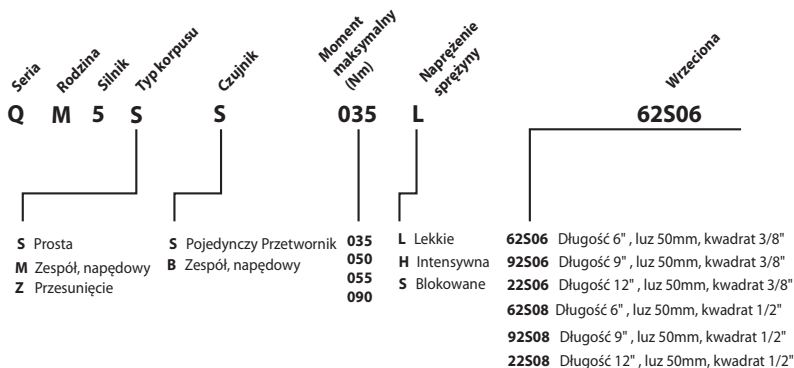 Seria
Rodzina
Silnik
Typ korpusu
Czujnik
Moment
maksymalny
(Nm)
Naprężenie
sprężyny
Wrzeciona
Q M 5 S S 035 L 62S06
S Prosta
M Zespół, napędowy
Z Przesunięcie
S Pojedynczy Przetwornik
B Zespół, napędowy
035
050
055
090
L Lekkie
H Intensywna
S Blokowane
62S06 Długość 6" , luz 50mm, kwadrat 3/8"
92S06 Długość 9" , luz 50mm, kwadrat 3/8"
22S06 Długość 12" , luz 50mm, kwadrat 3/8"
62S08 Długość 6" , luz 50mm, kwadrat 1/2"
92S08 Długość 9" , luz 50mm, kwadrat 1/2"
22S08 Długość 12" , luz 50mm, kwadrat 1/2"